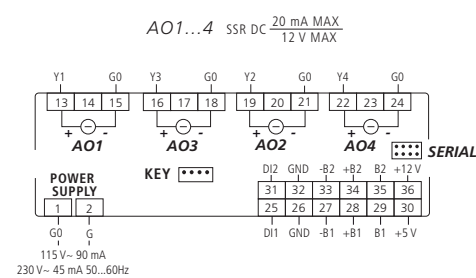 AO1...4 SSR DC 20 mA MAX
12 V MAX
Y1 G0 Y3 G0 Y2 G0 Y4 G0
13 14 15 16 17 18 19 20 21 22 23 24
+ - + - + - + -
AO1 AO3 AO2 AO4
SERIAL
KEY
DI2 GND -B2 +B2 B2 +12 V
POWER
SUPPLY
31 32 33 34 35 36
1 2 25 26 27 28 29 30
G0 G DI1 GND -B1 +B1 B1 +5 V
115 V~ 90 mA
230 V~ 45 mA 50...60Hz